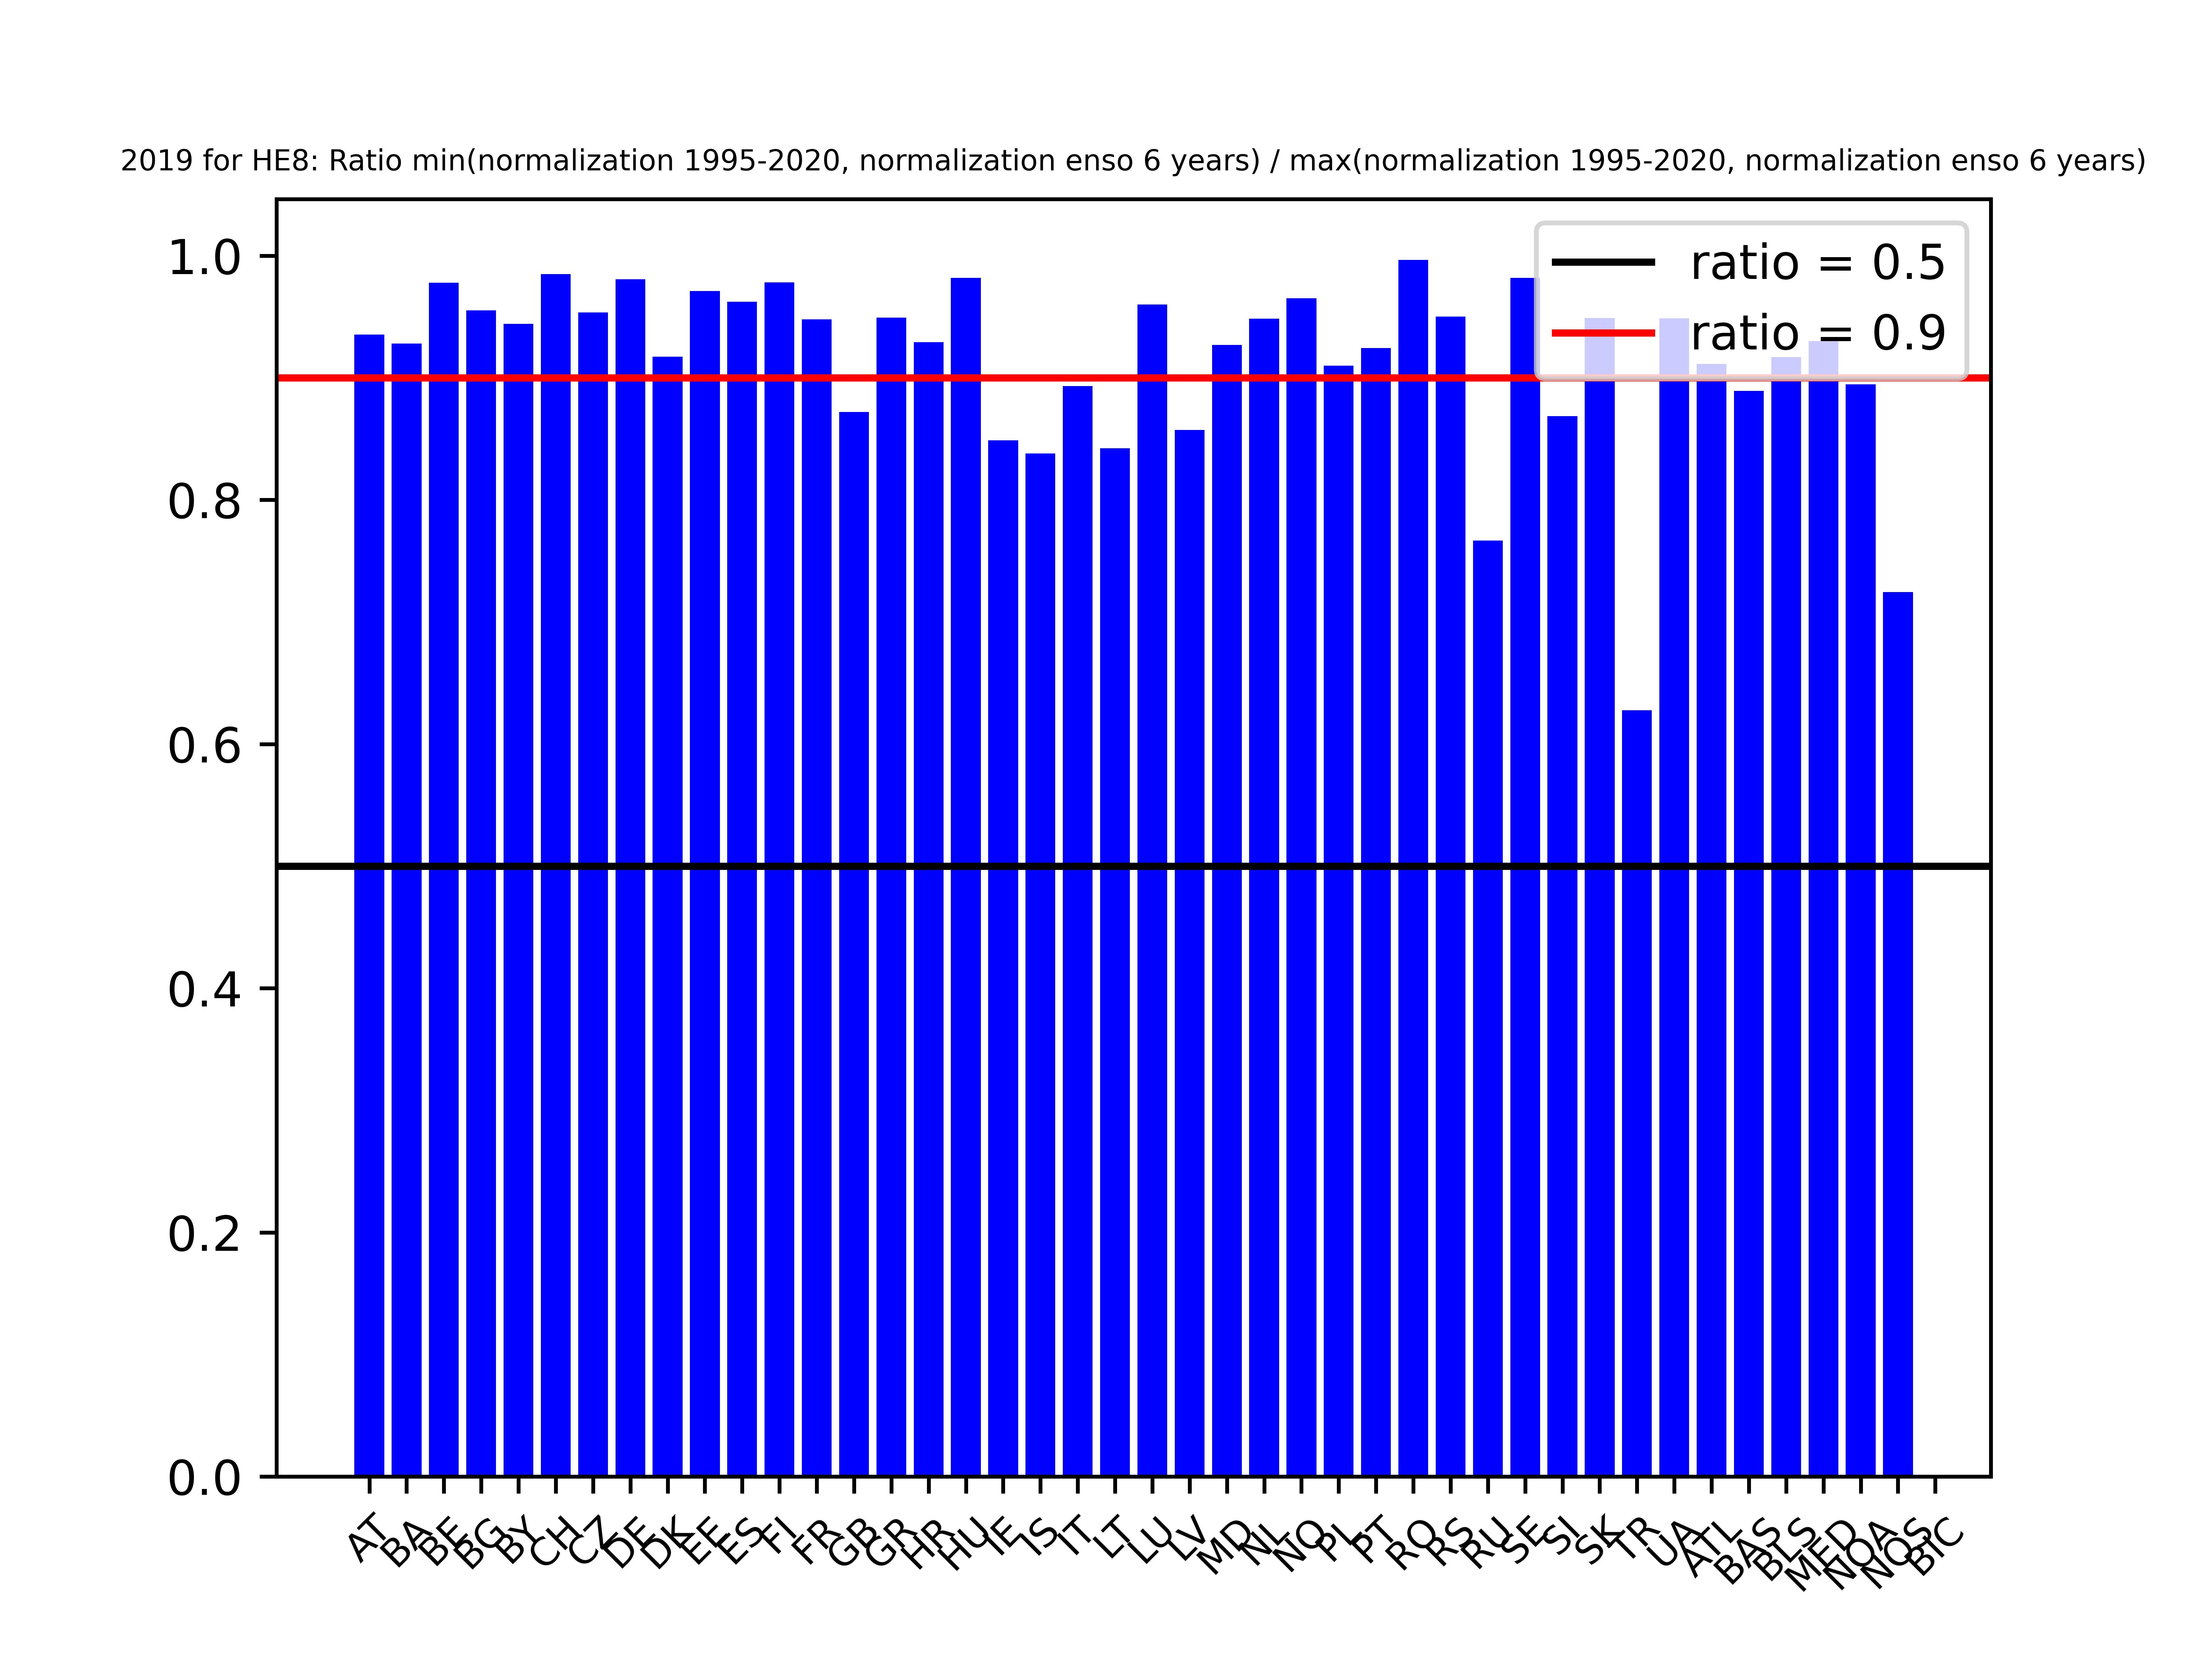 2019 for HE8: Ratio min(normalization 1995-2020, normalization enso 6 years) / max(normalization 1995-2020, normalization enso 6 years)
ratio = 0.5
ratio = 0.9
1.0
0.8
0.6
0.4
0.2
0.0
AT BA BE BG BY CH CZ DE DK EE ES FI FR GB GR HR HU IE IS IT LT LU LV MD NL NO PL PT RO RS RU SE SI SK TR UA ATL BAS BLS MED NOA NOS BIC